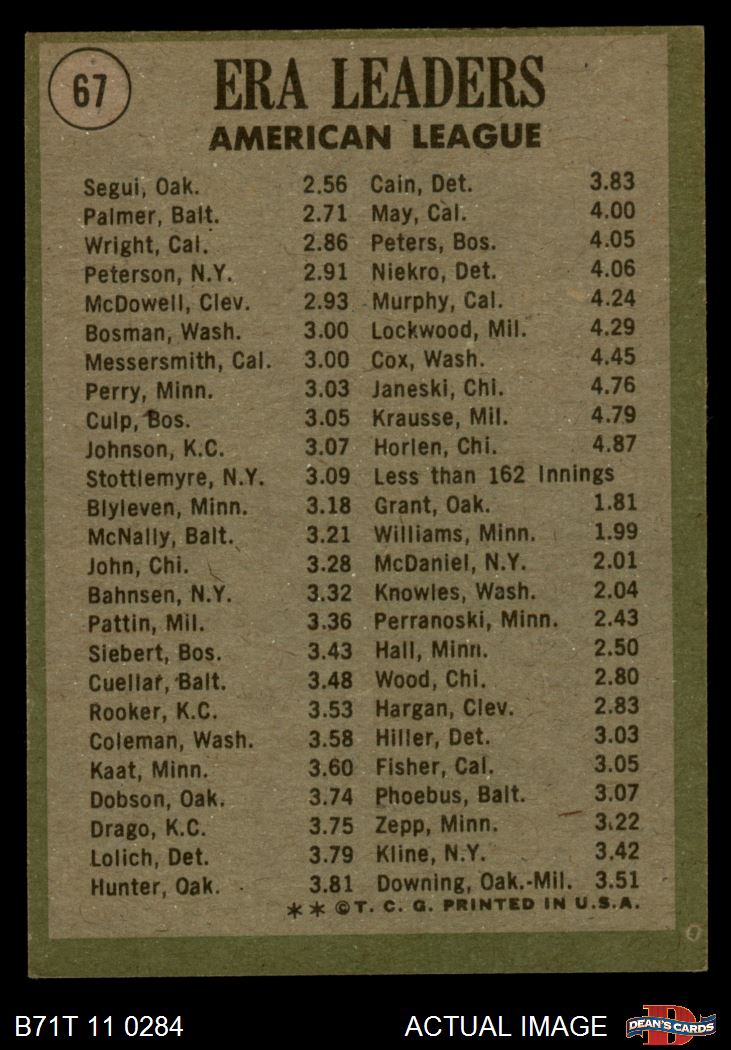 67
ERA LEADERS
AMERICAN LEAGUE
Segui, Oak. 2.56
Palmer, Balt. 2.71
Wright, Cal. 2.86
Peterson, N.Y. 2.91
McDowell, Clev. 2.93
Bosman, Wash. 3.00
Messersmith, Cal. 3.00
Perry, Minn. 3.03
Culp, Bos. 3.05
Johnson, K.C. 3.07
Stottlemyre, N.Y. 3.09
Blyleven, Minn. 3.18
McNally, Balt. 3.21
John, Chi. 3.28
Bahnsen, N.Y. 3.32
Pattin, Mil. 3.36
Siebert, Bos. 3.43
Cuellar, Balt. 3.48
Rooker, K.C. 3.53
Coleman, Wash. 3.58
Kaat, Minn. 3.60
Dobson, Oak. 3.74
Drago, K.C. 3.75
Lolich, Det. 3.79
Hunter, Oak. 3.81
Cain, Det. 3.83
May, Cal. 4.00
Peters, Bos. 4.05
Niekro, Det. 4.06
Murphy, Cal. 4.24
Lockwood, Mil. 4.29
Cox, Wash. 4.45
Janeski, Chi. 4.76
Krausse, Mil. 4.79
Horlen, Chi. 4.87
Less than 162 Innings
Grant, Oak. 1.81
Williams, Minn. 1.99
McDaniel, N.Y. 2.01
Knowles, Wash. 2.04
Perranoski, Minn. 2.43
Hall, Minn. 2.50
Wood, Chi. 2.80
Hargan, Clev. 2.83
Hiller, Det. 3.03
Fisher, Cal. 3.05
Phoebus, Balt. 3.07
Zepp, Minn. 3.22
Kline, N.Y. 3.42
Downing, Oak.-Mil. 3.51
** ©T. C. G. PRINTED IN U.S.A.
B71T 11 0284
ACTUAL IMAGE
D
DEAN'S CARDS